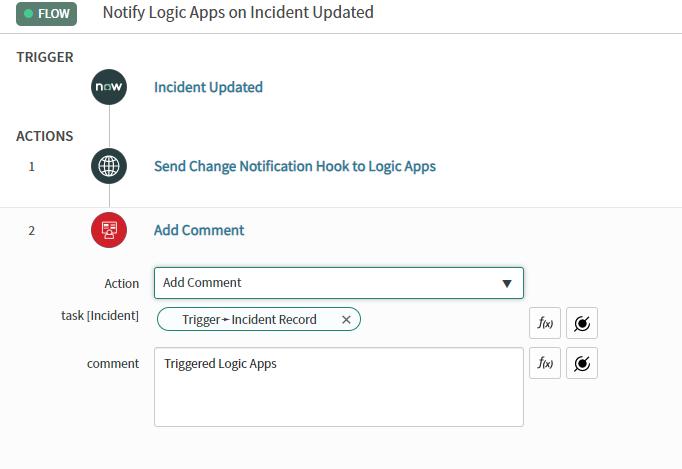 FLOW Notify Logic Apps on Incident Updated
TRIGGER
now Incident Updated
ACTIONS
1 Send Change Notification Hook to Logic Apps
2 Add Comment
Action Add Comment
task [Incident] Trigger➛Incident Record ✕
f(x)
comment Triggered Logic Apps
f(x)